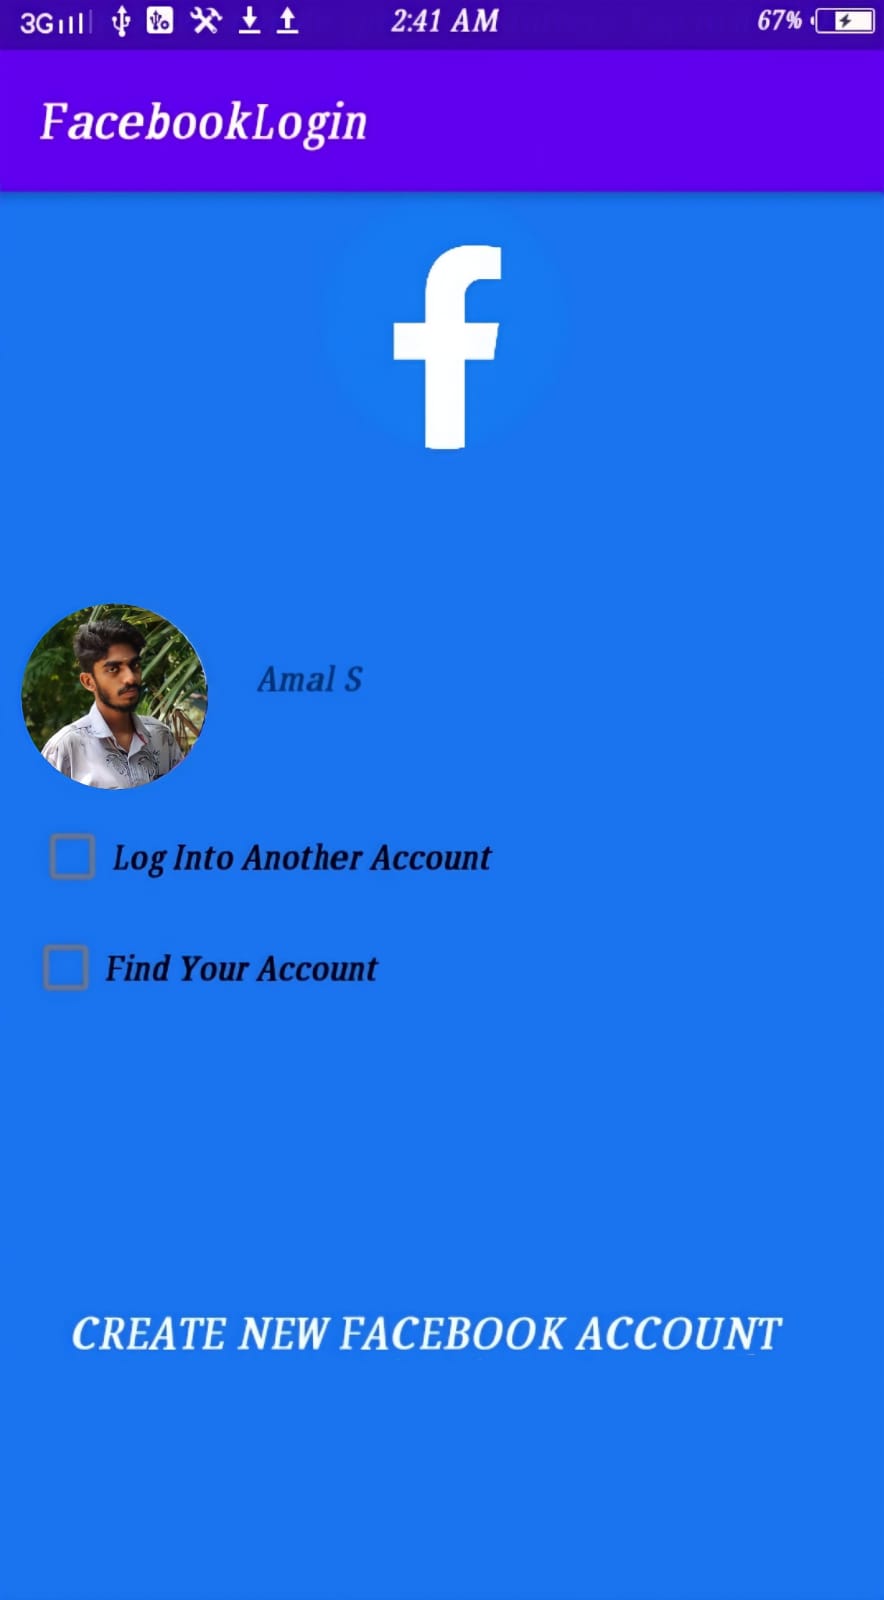 3G 2:41 AM 67%
FacebookLogin
f
Amal S
Log Into Another Account
Find Your Account
CREATE NEW FACEBOOK ACCOUNT